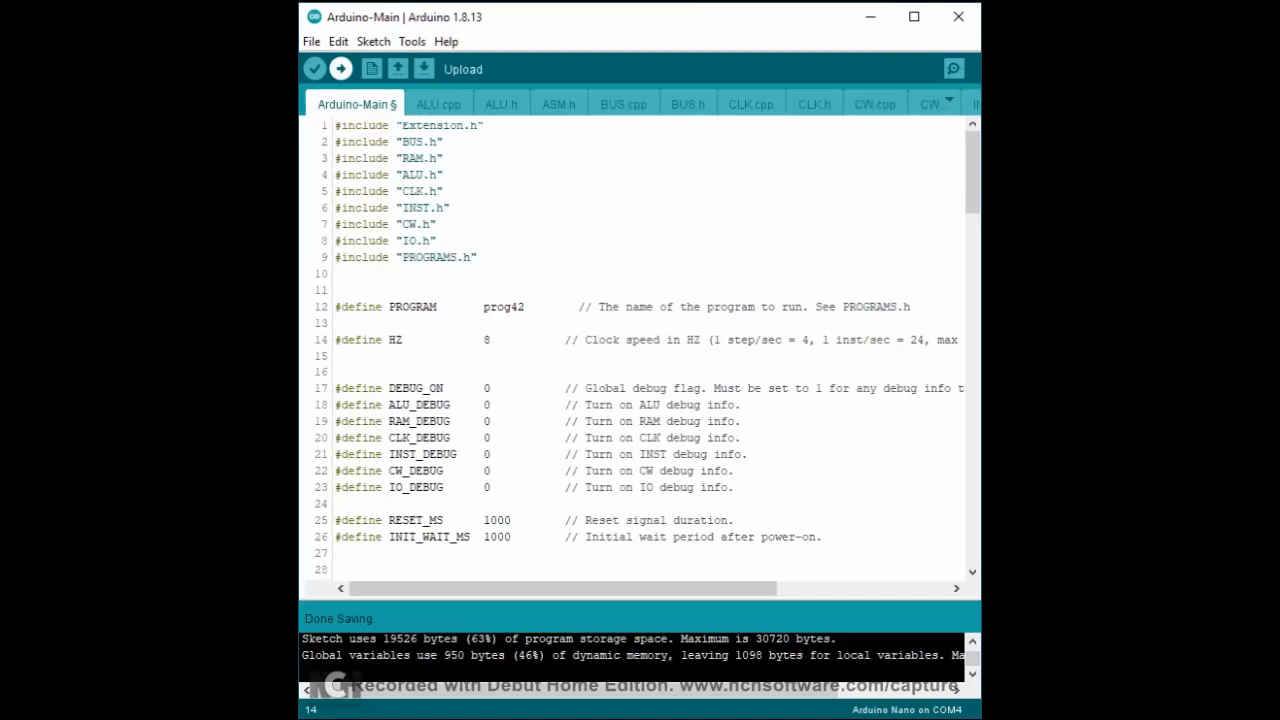 Arduino-Main | Arduino 1.8.13
File Edit Sketch Tools Help
Upload
Arduino-Main § ALU.cpp ALU.h ASM.h BUS.cpp BUS.h CLK.cpp CLK.h CW.cpp CW...
1 #include "Extension.h"
2 #include "BUS.h"
3 #include "RAM.h"
4 #include "ALU.h"
5 #include "CLK.h"
6 #include "INST.h"
7 #include "CW.h"
8 #include "IO.h"
9 #include "PROGRAMS.h"
10
11
12 #define PROGRAM prog42 // The name of the program to run. See PROGRAMS.h
13
14 #define HZ 8 // Clock speed in HZ (1 step/sec = 4, 1 inst/sec = 24, max
15
16
17 #define DEBUG_ON 0 // Global debug flag. Must be set to 1 for any debug info t
18 #define ALU_DEBUG 0 // Turn on ALU debug info.
19 #define RAM_DEBUG 0 // Turn on RAM debug info.
20 #define CLK_DEBUG 0 // Turn on CLK debug info.
21 #define INST_DEBUG 0 // Turn on INST debug info.
22 #define CW_DEBUG 0 // Turn on CW debug info.
23 #define IO_DEBUG 0 // Turn on IO debug info.
24
25 #define RESET_MS 1000 // Reset signal duration.
26 #define INIT_WAIT_MS 1000 // Initial wait period after power-on.
27
28
Done Saving.
Sketch uses 19526 bytes (63%) of program storage space. Maximum is 30720 bytes.
Global variables use 950 bytes (46%) of dynamic memory, leaving 1098 bytes for local variables. Ma
Recorded with Debut Home Edition. www.nchsoftware.com/capture
14 Arduino Nano on COM4